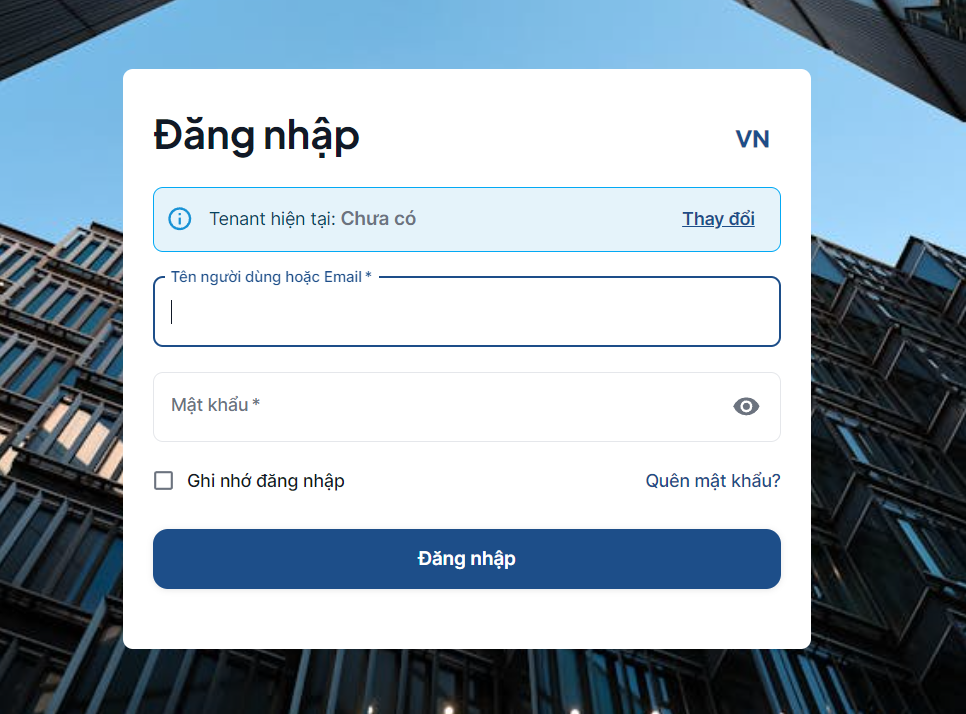 Đăng nhập
VN
Tenant hiện tại: Chưa có
Thay đổi
Tên người dùng hoặc Email *
Mật khẩu *
Ghi nhớ đăng nhập
Quên mật khẩu?
Đăng nhập